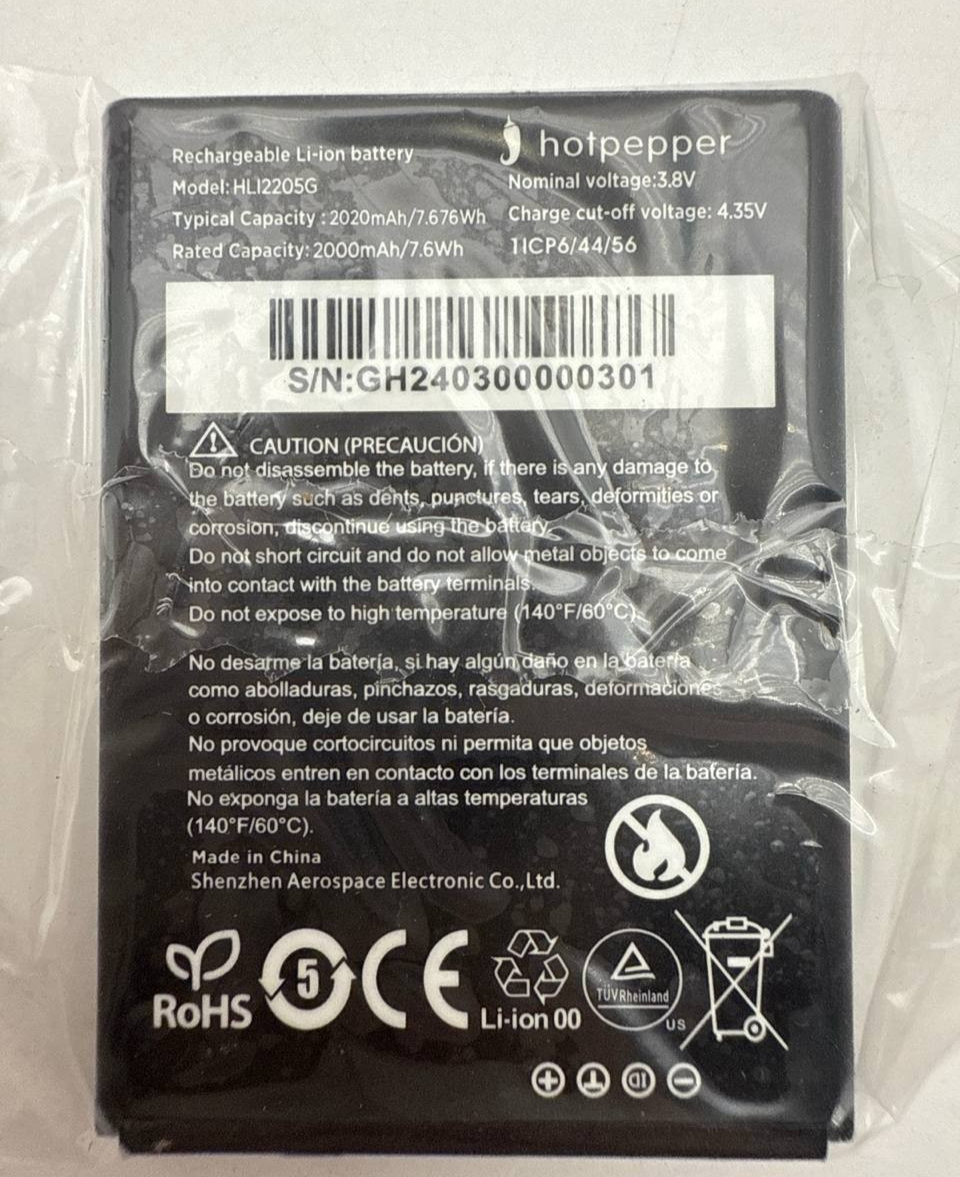 Rechargeable Li-ion battery
Model: HLI2205G
Typical Capacity : 2020mAh/7.676Wh
Rated Capacity: 2000mAh/7.6Wh
hotpepper
Nominal voltage:3.8V
Charge cut-off voltage: 4.35V
1ICP6/44/56
S/N:GH240300000301
CAUTION (PRECAUCIÓN)
Do not disassemble the battery, if there is any damage to
the battery such as dents, punctures, tears, deformities or
corrosion, discontinue using the battery.
Do not short circuit and do not allow metal objects to come
into contact with the battery terminals.
Do not expose to high temperature (140°F/60°C).
No desarme la batería, si hay algún daño en la batería
como abolladuras, pinchazos, rasgaduras, deformaciones
o corrosión, deje de usar la batería.
No provoque cortocircuitos ni permita que objetos
metálicos entren en contacto con los terminales de la batería.
No exponga la batería a altas temperaturas
(140°F/60°C).
Made in China
Shenzhen Aerospace Electronic Co.,Ltd.
RoHS
5
CE
Li-ion 00
TÜVRheinland
US
+ T ID −